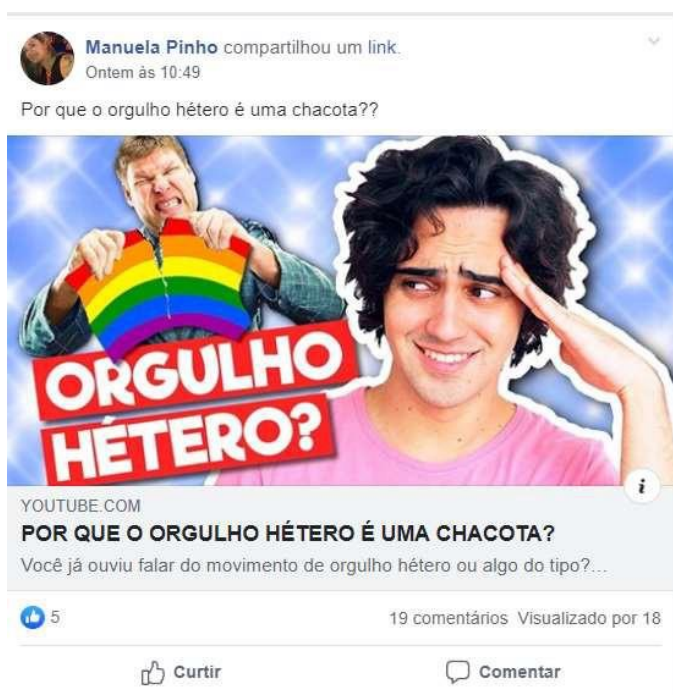 Manuela Pinho compartilhou um link.
Ontem às 10:49
Por que o orgulho hétero é uma chacota??
ORGULHO
HÉTERO?
i
YOUTUBE.COM
POR QUE O ORGULHO HÉTERO É UMA CHACOTA?
Você já ouviu falar do movimento de orgulho hétero ou algo do tipo?...
5 19 comentários Visualizado por 18
Curtir Comentar